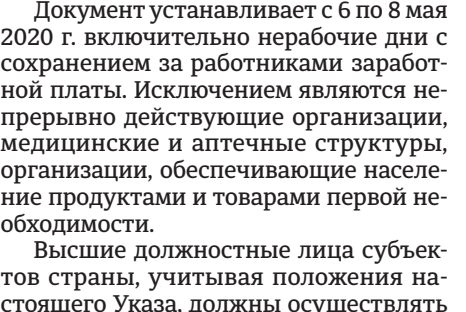 Документ устанавливает с 6 по 8 мая
2020 г. включительно нерабочие дни с
сохранением за работниками заработ-
ной платы. Исключением являются не-
прерывно действующие организации,
медицинские и аптечные структуры,
организации, обеспечивающие населе-
ние продуктами и товарами первой не-
обходимости.
Высшие должностные лица субъек-
тов страны, учитывая положения на-
стоящего Указа, должны осуществлять